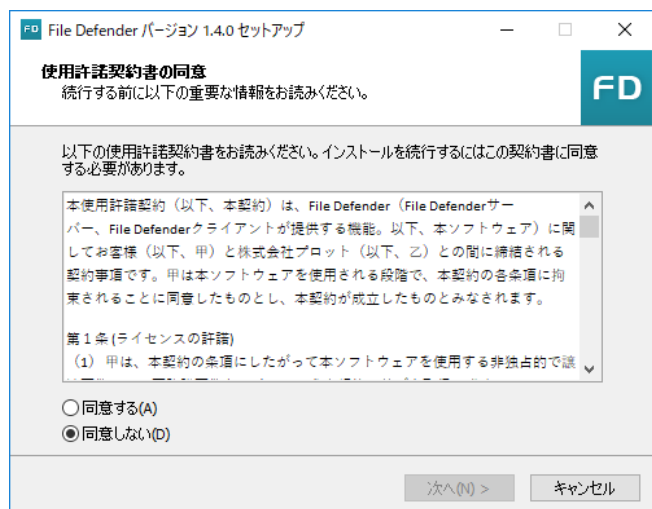 FD File Defender バージョン 1.4.0 セットアップ
使用許諾契約書の同意
続行する前に以下の重要な情報をお読みください。
FD
以下の使用許諾契約書をお読みください。インストールを続行するにはこの契約書に同意
する必要があります。
本使用許諾契約（以下、本契約）は、File Defender（File Defenderサー
バー、File Defenderクライアントが提供する機能。以下、本ソフトウェア）に関
してお客様（以下、甲）と株式会社プロット（以下、乙）との間に締結される
契約事項です。甲は本ソフトウェアを使用される段階で、本契約の各条項に拘
束されることに同意したものとし、本契約が成立したものとみなされます。
第１条(ライセンスの許諾)
（1） 甲は、本契約の条項にしたがって本ソフトウェアを使用する非独占的で譲
同意する(A)
同意しない(D)
次へ(N) >
キャンセル